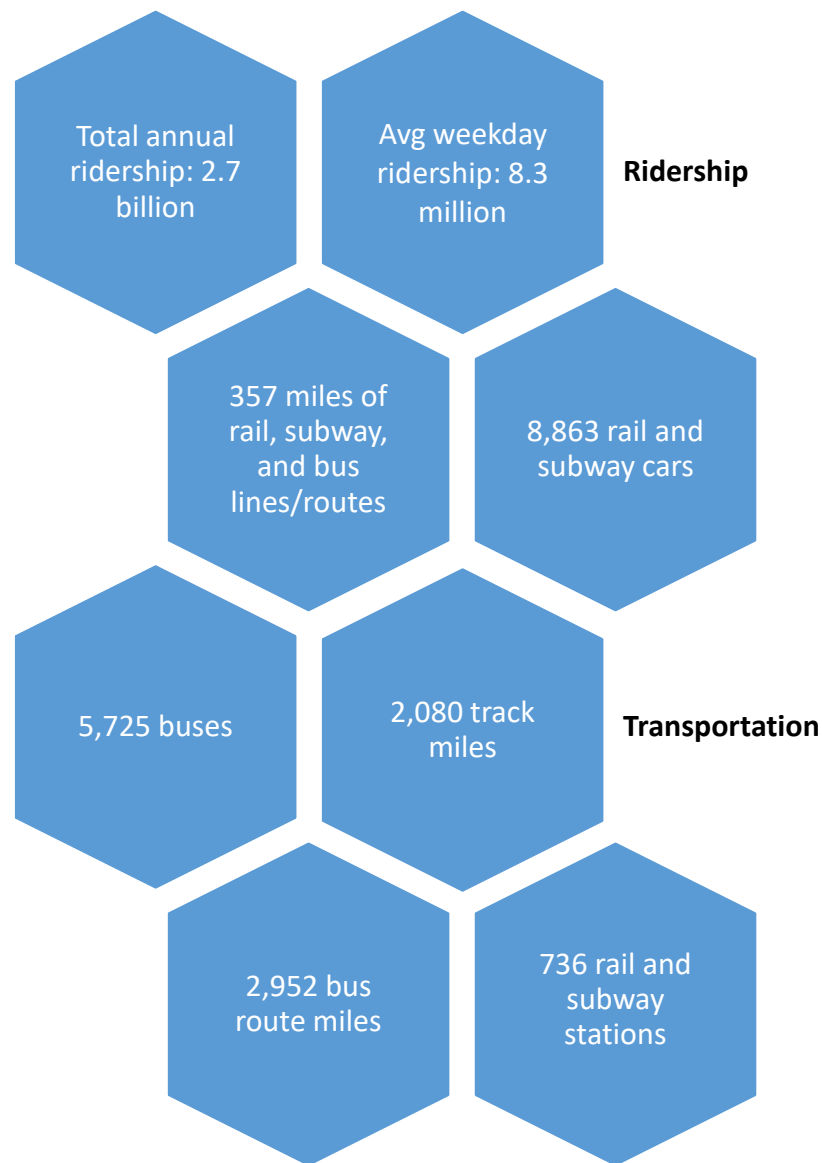 Total annual
ridership: 2.7
billion
Avg weekday
ridership: 8.3
million
Ridership
357 miles of
rail, subway,
and bus
lines/routes
8,863 rail and
subway cars
5,725 buses
2,080 track
miles
Transportation
2,952 bus
route miles
736 rail and
subway
stations